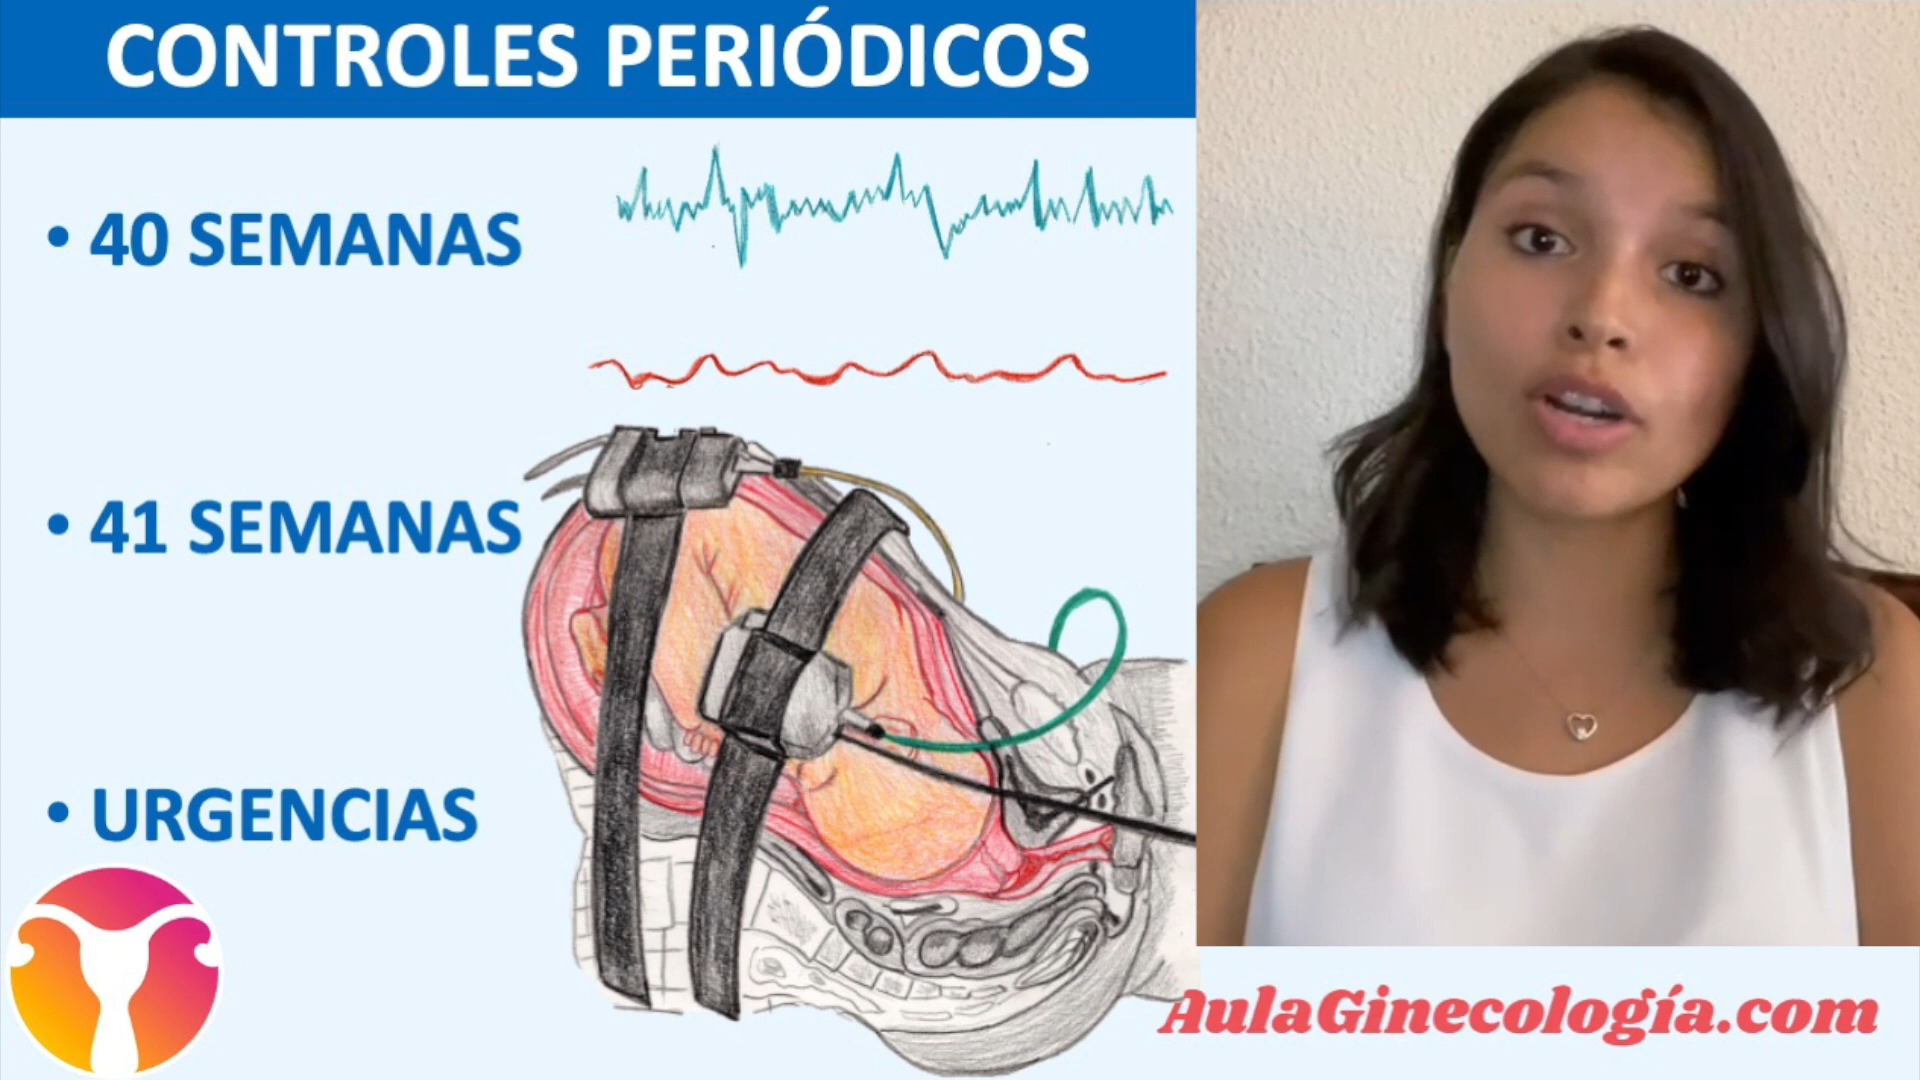 CONTROLES PERIÓDICOS
• 40 SEMANAS
• 41 SEMANAS
• URGENCIAS
AulaGinecología.com